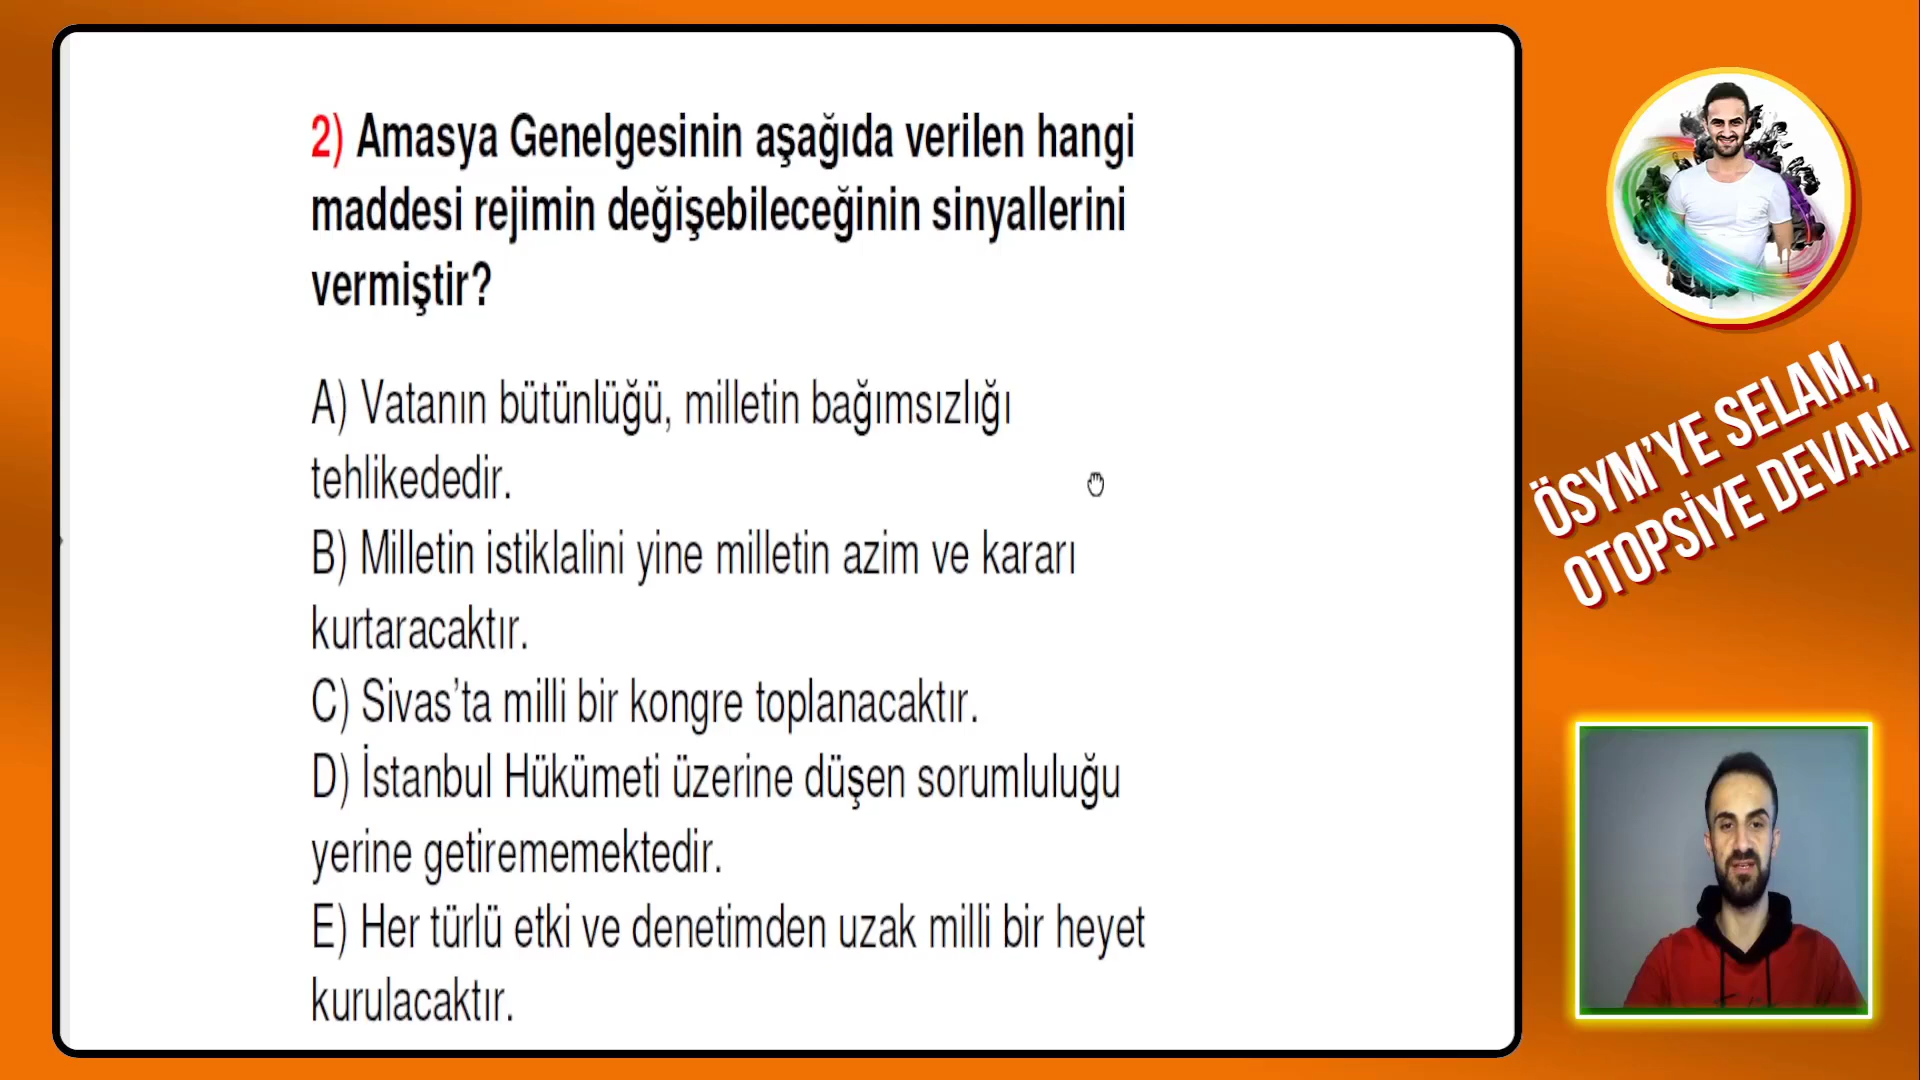 2) Amasya Genelgesinin aşağıda verilen hangi
maddesi rejimin değişebileceğinin sinyallerini
vermiştir?
A) Vatanın bütünlüğü, milletin bağımsızlığı
tehlikededir.
B) Milletin istiklalini yine milletin azim ve kararı
kurtaracaktır.
C) Sivas’ta milli bir kongre toplanacaktır.
D) İstanbul Hükümeti üzerine düşen sorumluluğu
yerine getirememektedir.
E) Her türlü etki ve denetimden uzak milli bir heyet
kurulacaktır.
ÖSYM’YE SELAM,
OTOPSİYE DEVAM